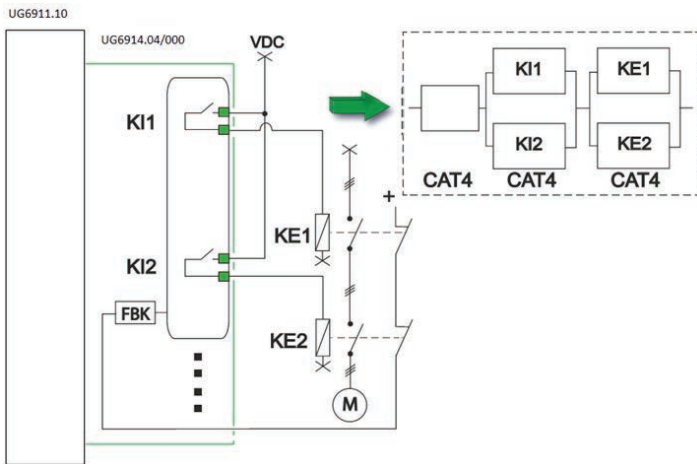 UG6911.10
UG6914.04/000
VDC
KI1
KI2
FBK
KE1
KE2
M
+
KI1
KE1
KI2
KE2
CAT4
CAT4
CAT4